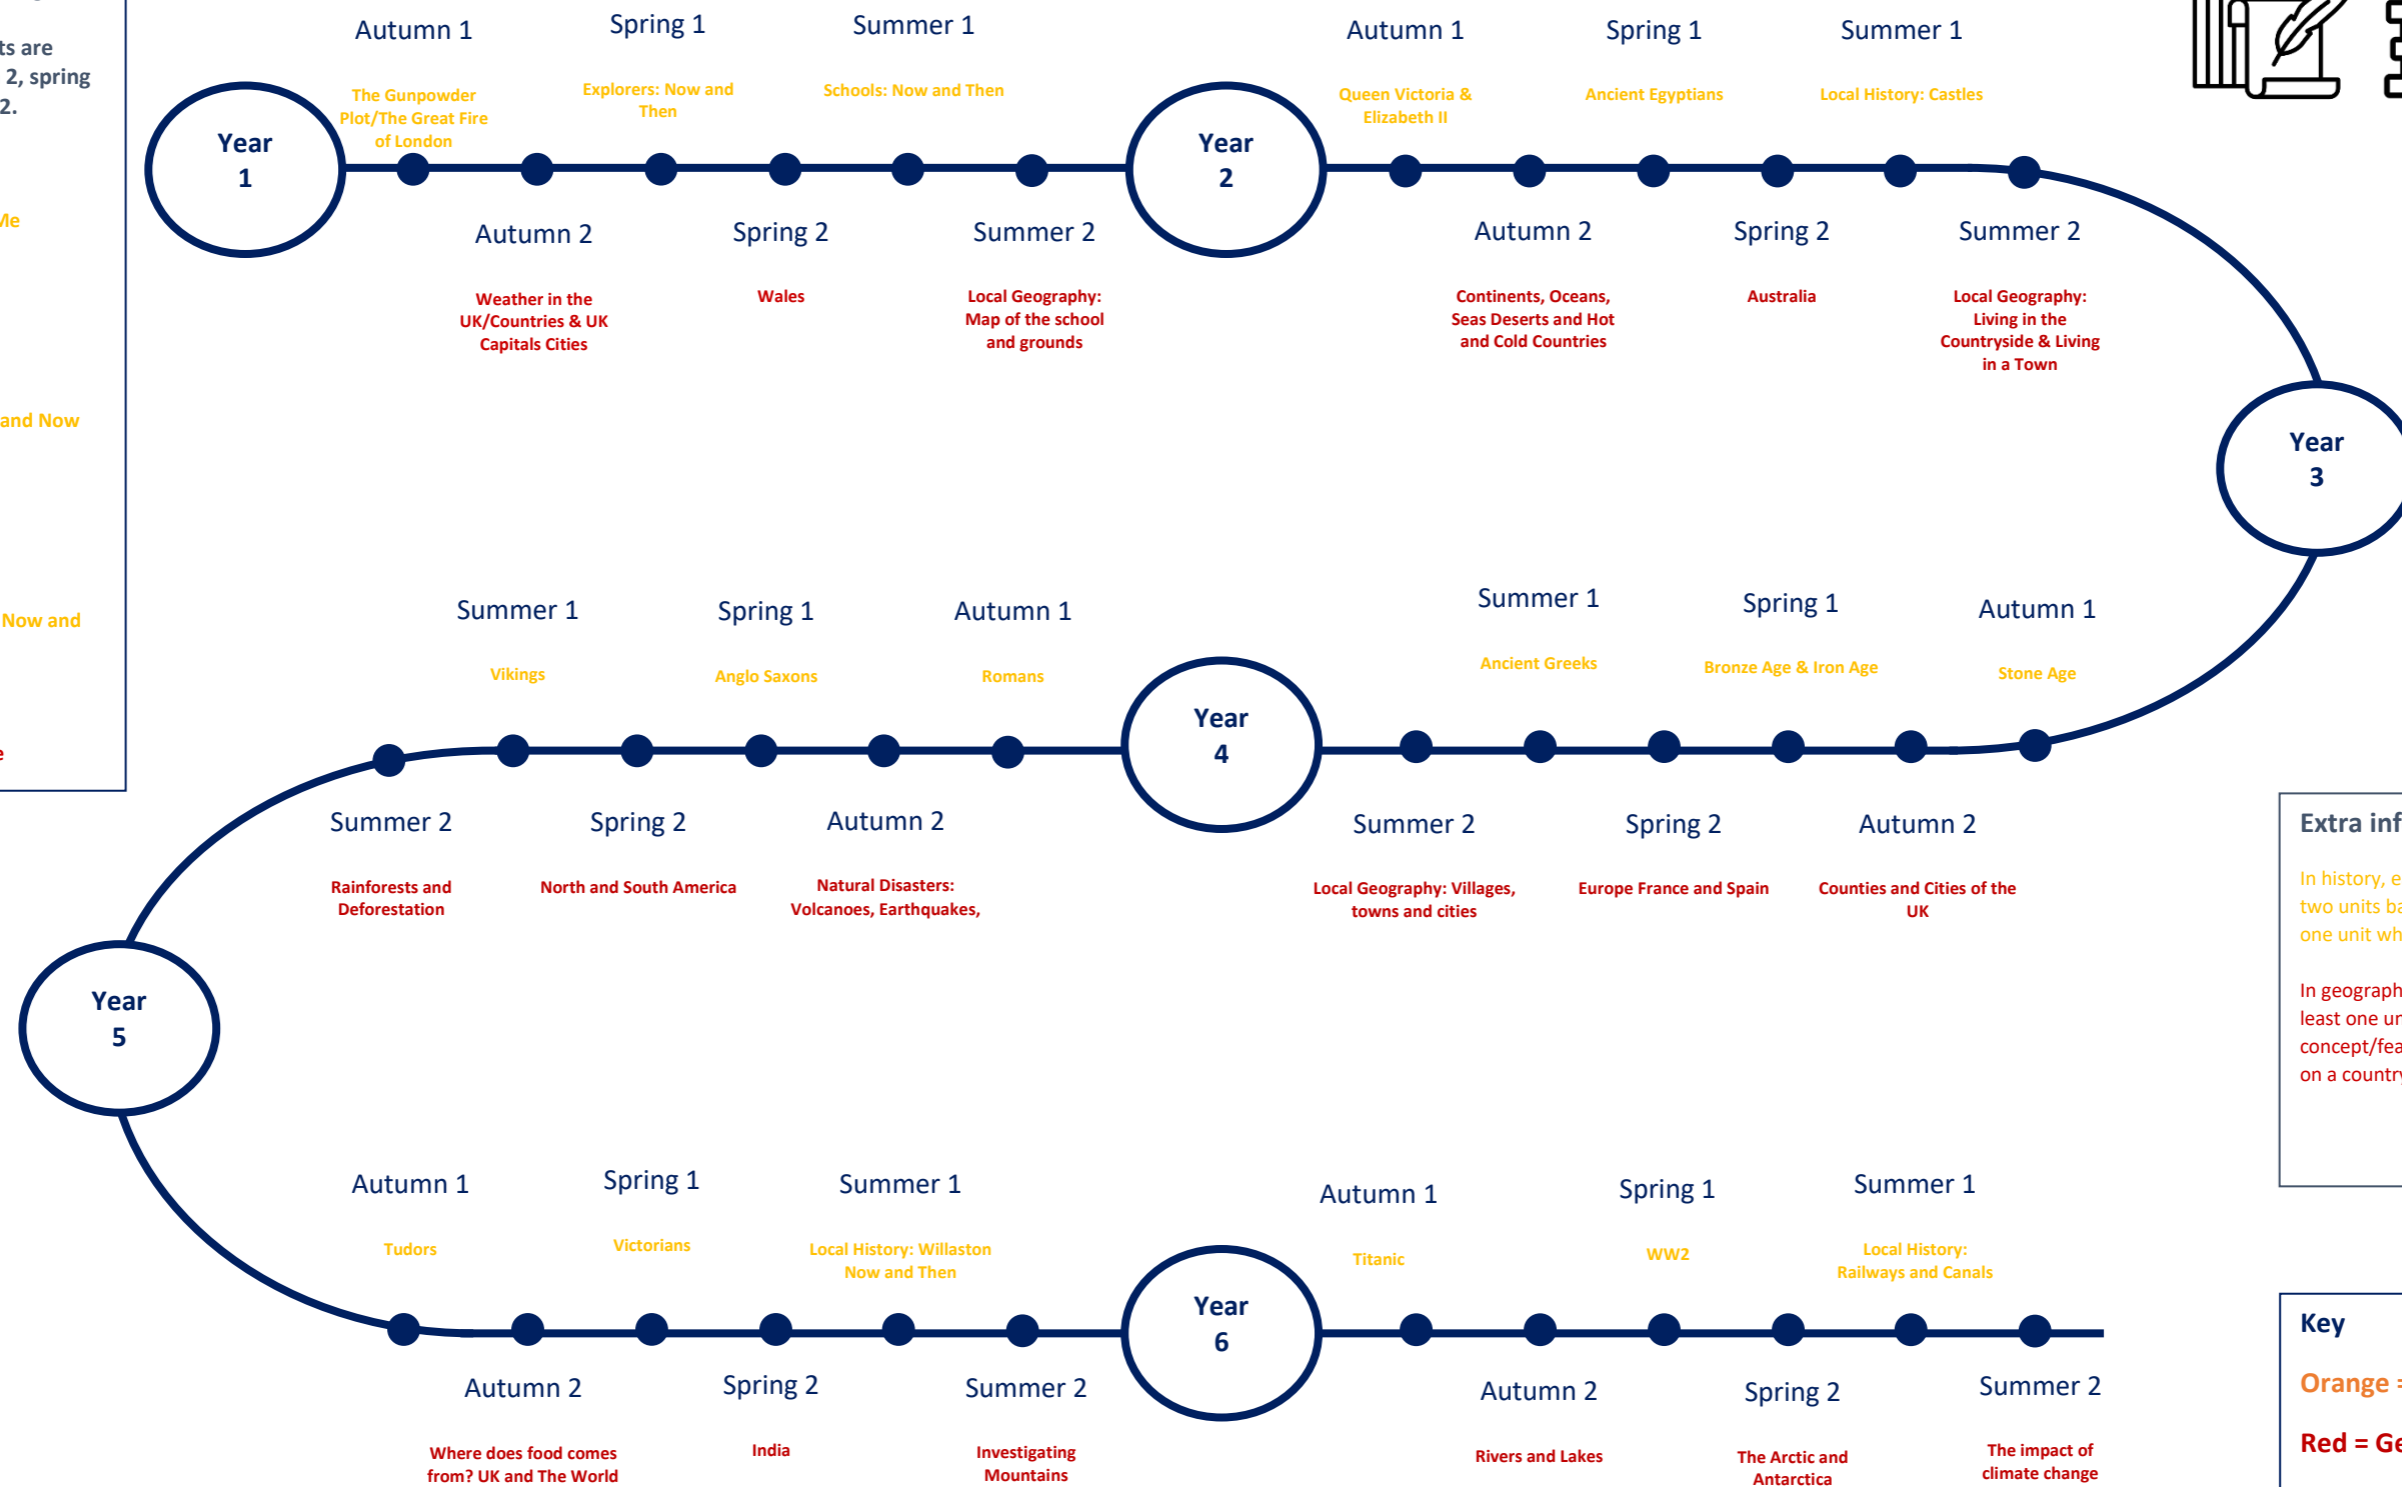 ts are
2, spring
2.
Me
and Now
Now and
Autumn 1
Spring 1
Summer 1
The Gunpowder
Plot/The Great Fire
of London
Explorers: Now and
Then
Schools: Now and Then
Year
1
Autumn 2
Spring 2
Summer 2
Weather in the
UK/Countries & UK
Capitals Cities
Wales
Local Geography:
Map of the school
and grounds
Autumn 1
Spring 1
Summer 1
Queen Victoria &
Elizabeth II
Ancient Egyptians
Local History: Castles
Year
2
Autumn 2
Spring 2
Summer 2
Continents, Oceans,
Seas Deserts and Hot
and Cold Countries
Australia
Local Geography:
Living in the
Countryside & Living
in a Town
Year
3
Summer 1
Spring 1
Autumn 1
Ancient Greeks
Bronze Age & Iron Age
Stone Age
Summer 2
Spring 2
Autumn 2
Local Geography: Villages,
towns and cities
Europe France and Spain
Counties and Cities of the
UK
Year
4
Summer 1
Spring 1
Autumn 1
Vikings
Anglo Saxons
Romans
Summer 2
Spring 2
Autumn 2
Rainforests and
Deforestation
North and South America
Natural Disasters:
Volcanoes, Earthquakes,
Year
5
Autumn 1
Spring 1
Summer 1
Tudors
Victorians
Local History: Willaston
Now and Then
Autumn 2
Spring 2
Summer 2
Where does food comes
from? UK and The World
India
Investigating
Mountains
Year
6
Autumn 1
Spring 1
Summer 1
Titanic
WW2
Local History:
Railways and Canals
Autumn 2
Spring 2
Summer 2
Rivers and Lakes
The Arctic and
Antarctica
The impact of
climate change
Extra inf
In history, e
two units ba
one unit wh
In geograph
least one un
concept/fea
on a country
Key
Orange =
Red = Ge